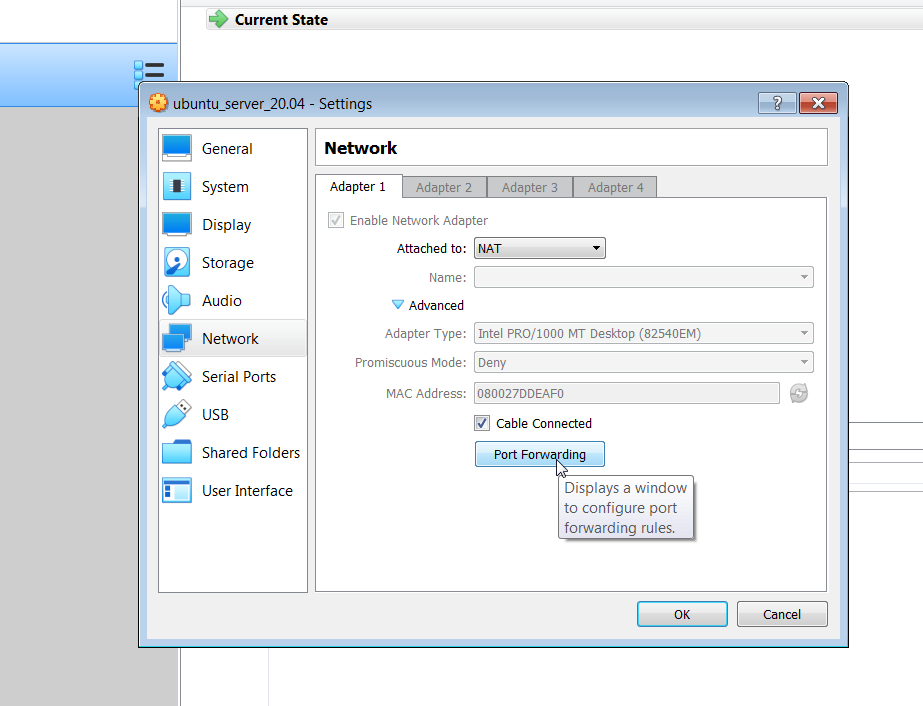 Current State
ubuntu_server_20.04 - Settings
?
General
System
Display
Storage
Audio
Network
Serial Ports
USB
Shared Folders
User Interface
Network
Adapter 1
Adapter 2
Adapter 3
Adapter 4
Enable Network Adapter
Attached to: NAT
Name:
Advanced
Adapter Type: Intel PRO/1000 MT Desktop (82540EM)
Promiscuous Mode: Deny
MAC Address: 080027DDEAF0
Cable Connected
Port Forwarding
Displays a window
to configure port
forwarding rules.
OK
Cancel